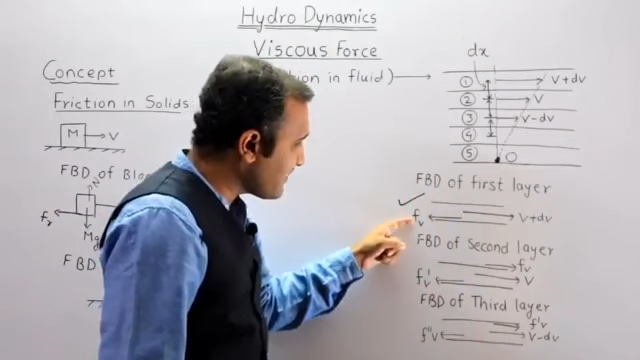 Hydro Dynamics
Viscous Force
Concept
tion in fluid)
Friction in Solids
M
V
FBD of Bloc
N
fr
Mg
FBD
dx
① V+dv
② V
③ V-dv
④
⑤ O
FBD of first layer
fv V+dv
FBD of Second layer
fv
f'v V
FBD of Third layer
f'v
f"v V-dv